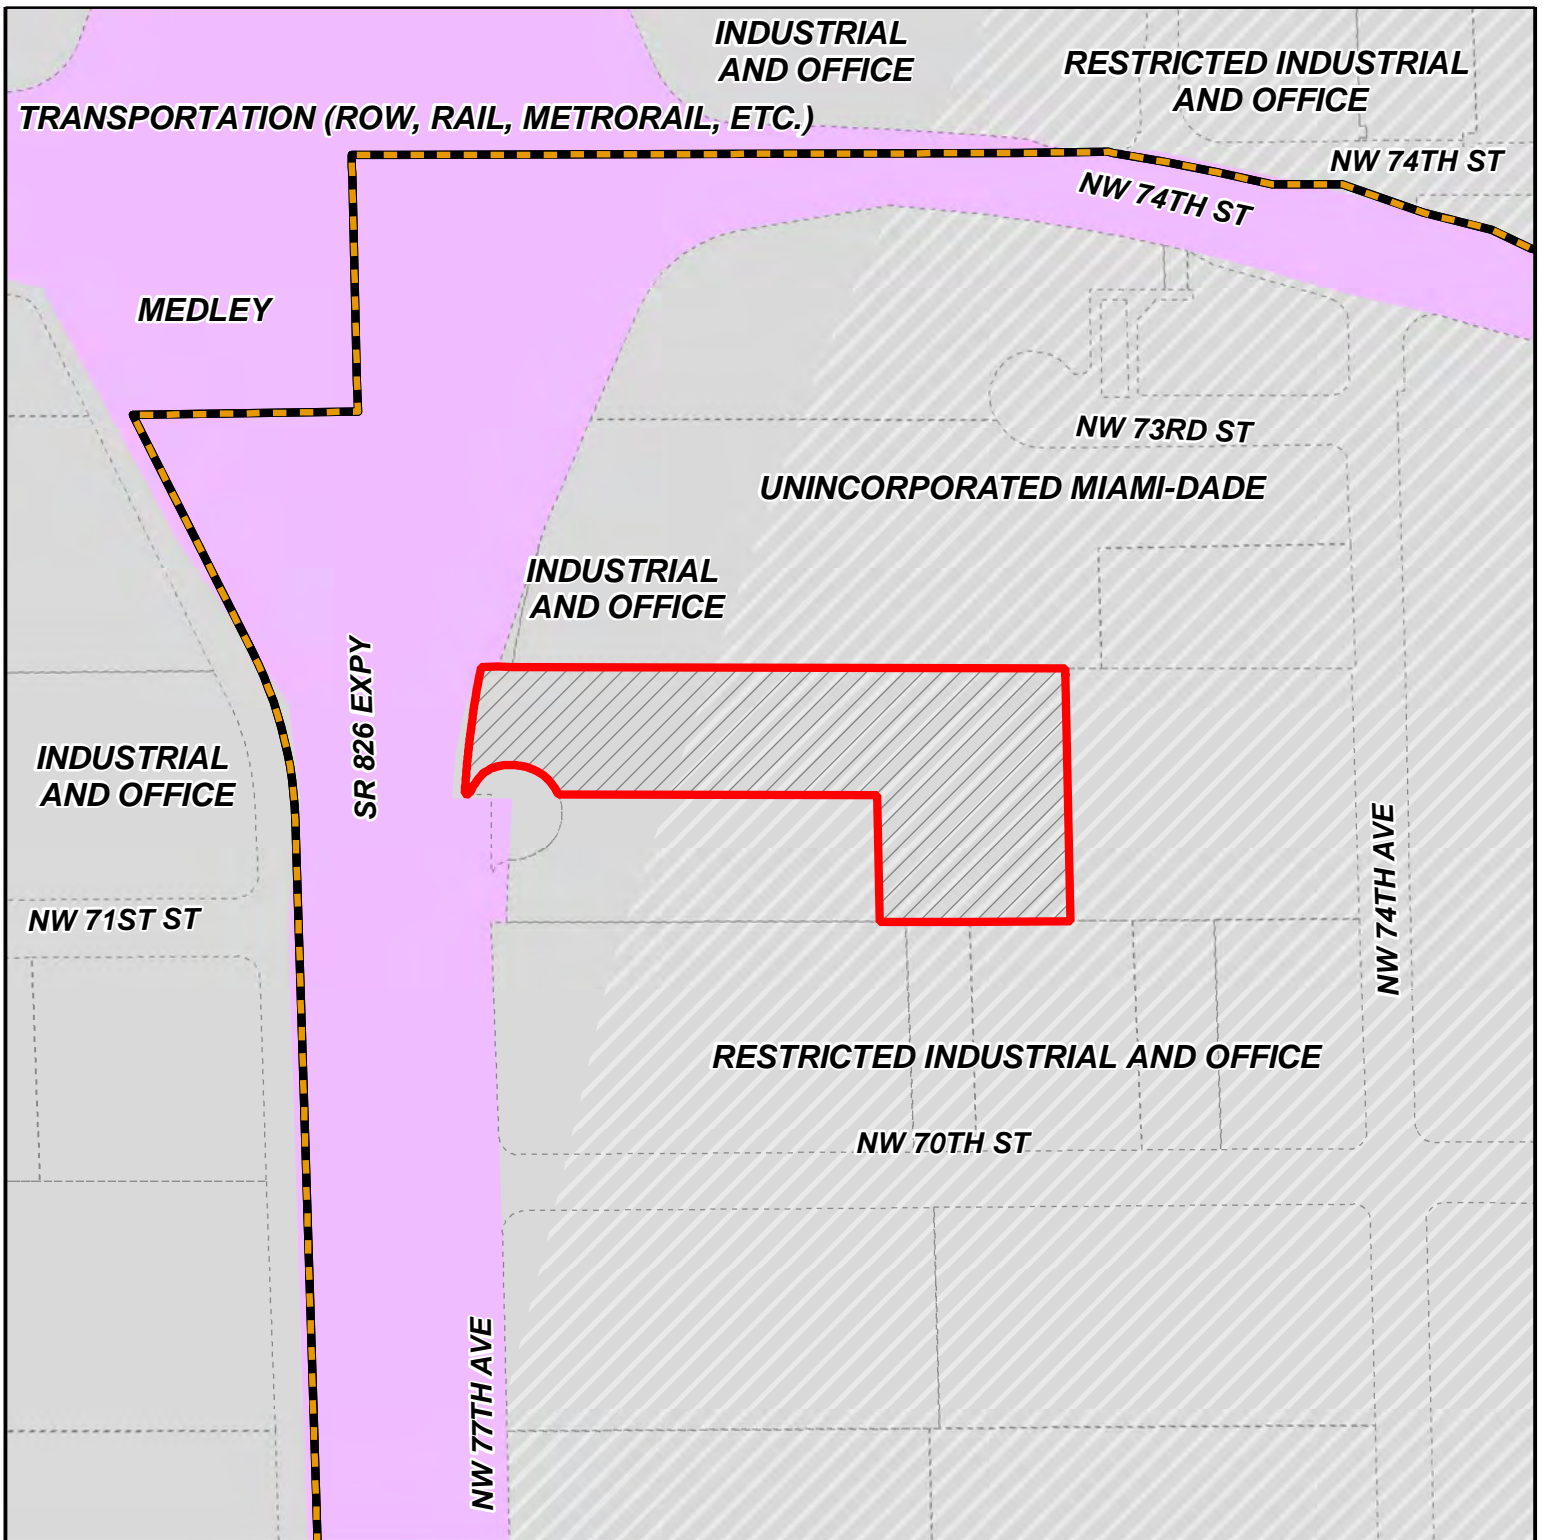 INDUSTRIAL
AND OFFICE
RESTRICTED INDUSTRIAL
AND OFFICE
TRANSPORTATION (ROW, RAIL, METRORAIL, ETC.)
NW 74TH ST
NW 74TH ST
MEDLEY
NW 73RD ST
UNINCORPORATED MIAMI-DADE
INDUSTRIAL
AND OFFICE
SR 826 EXPY
INDUSTRIAL
AND OFFICE
NW 74TH AVE
NW 71ST ST
RESTRICTED INDUSTRIAL AND OFFICE
NW 70TH ST
NW 77TH AVE